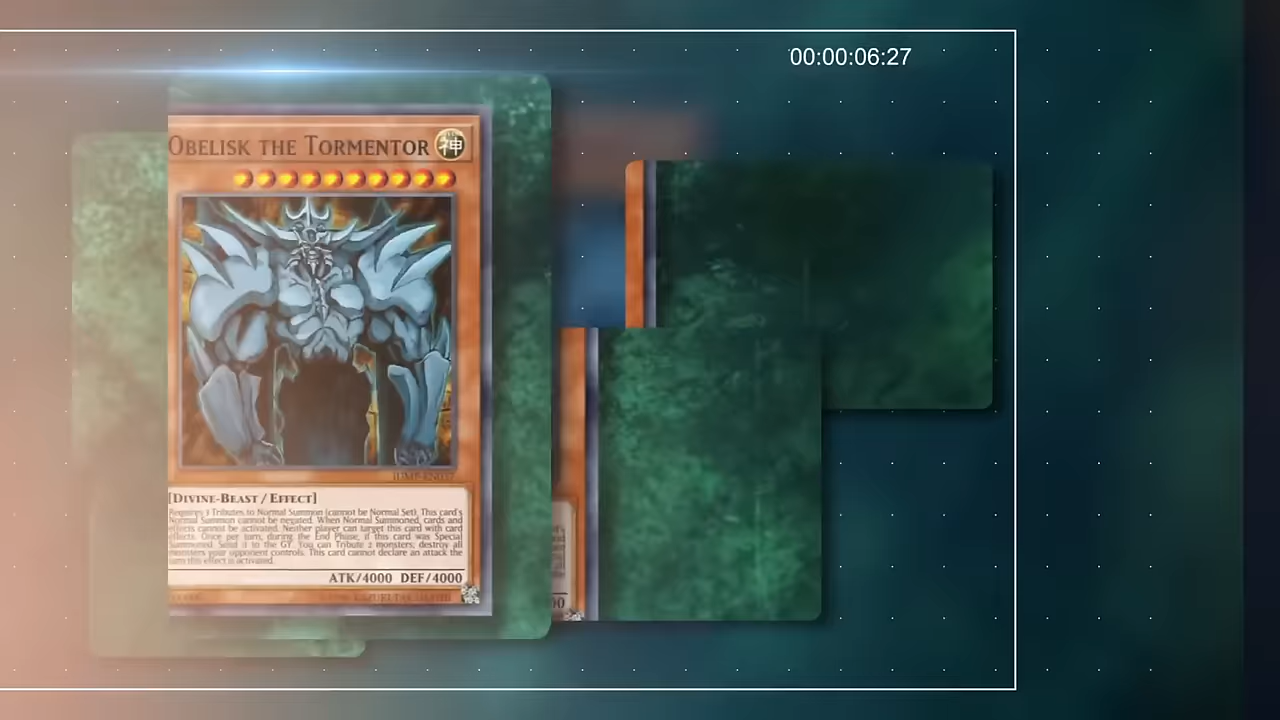 00:00:06:27
OBELISK THE TORMENTOR 神
[DIVINE-BEAST / EFFECT]
Requires 3 Tributes to Normal Summon (cannot be Normal Set). This card's
Normal Summon cannot be negated. When Normal Summoned, cards and
effects cannot be activated. Neither player can target this card with card
effects. Once per turn, during the End Phase, if this card was Special
Summoned: Send it to the GY. You can Tribute 2 monsters; destroy all
monsters your opponent controls. This card cannot declare an attack the
turn this effect is activated.
ATK/4000 DEF/4000